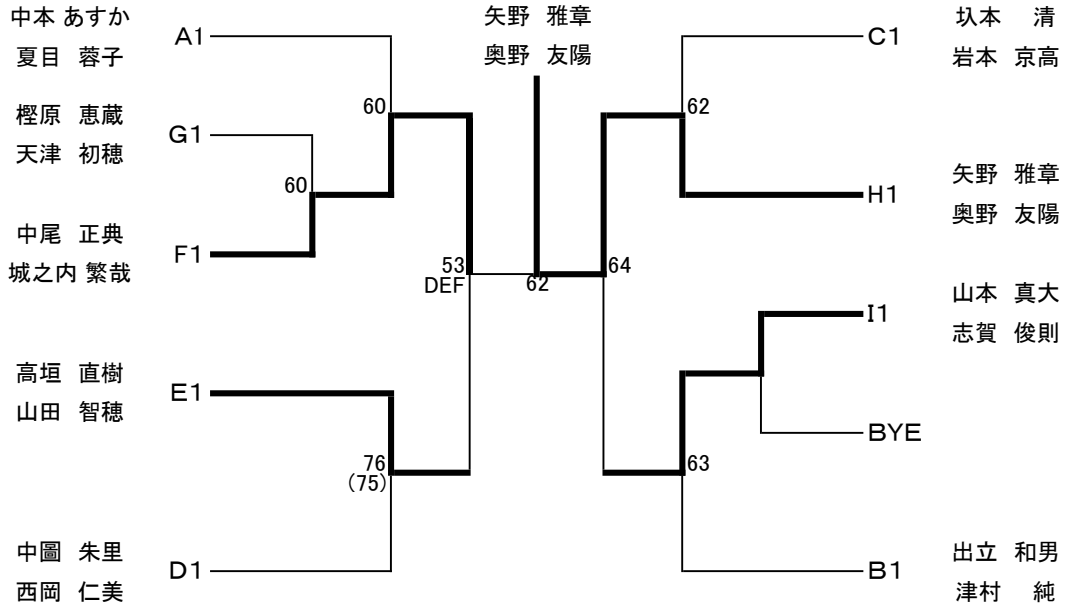 矢野 雅章
奥野 友陽
中本 あすか
夏目 蓉子
A1
樫原 恵蔵
天津 初穂
G1
中尾 正典
城之内 繁哉
F1
高垣 直樹
山田 智穂
E1
中圖 朱里
西岡 仁美
D1
60
60
53
DEF
76
(75)
62
64
62
63
C1
圦本 清
岩本 京高
H1
矢野 雅章
奥野 友陽
I1
山本 真大
志賀 俊則
BYE
B1
出立 和男
津村 純